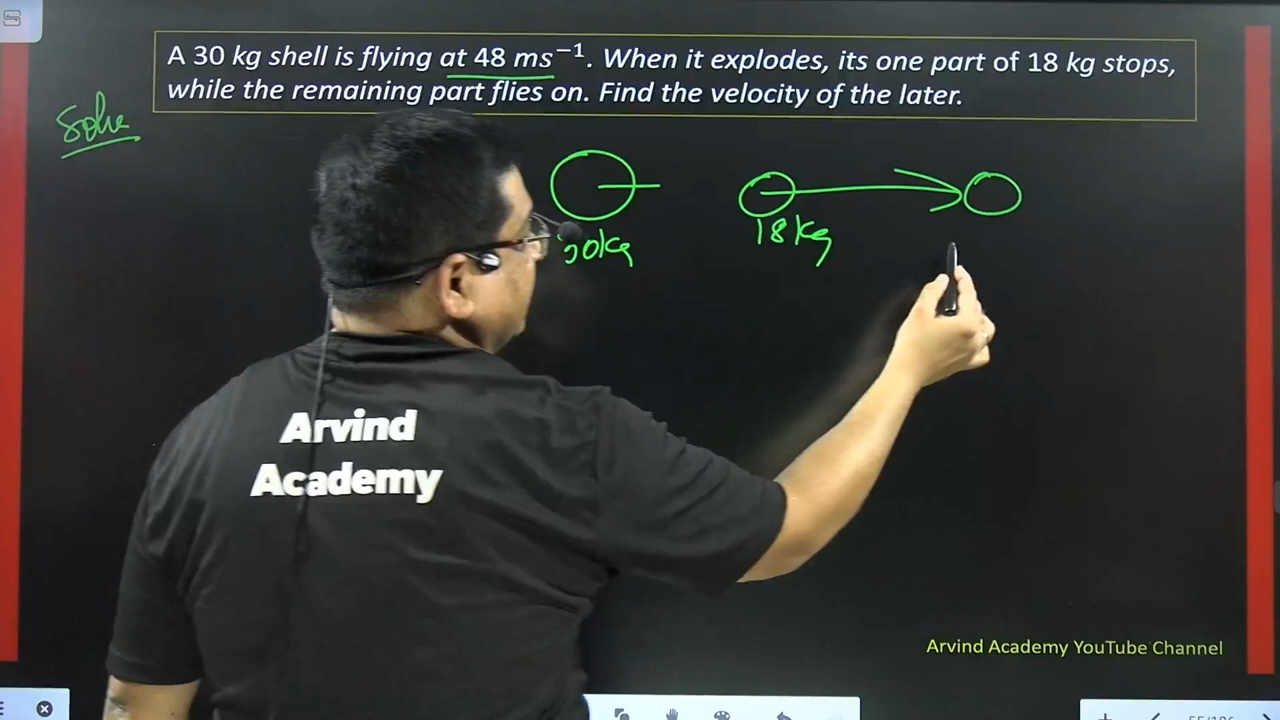 A 30 kg shell is flying at 48 ms⁻¹. When it explodes, its one part of 18 kg stops,
while the remaining part flies on. Find the velocity of the later.
Soln
30kg
18kg
Arvind
Academy
Arvind Academy YouTube Channel